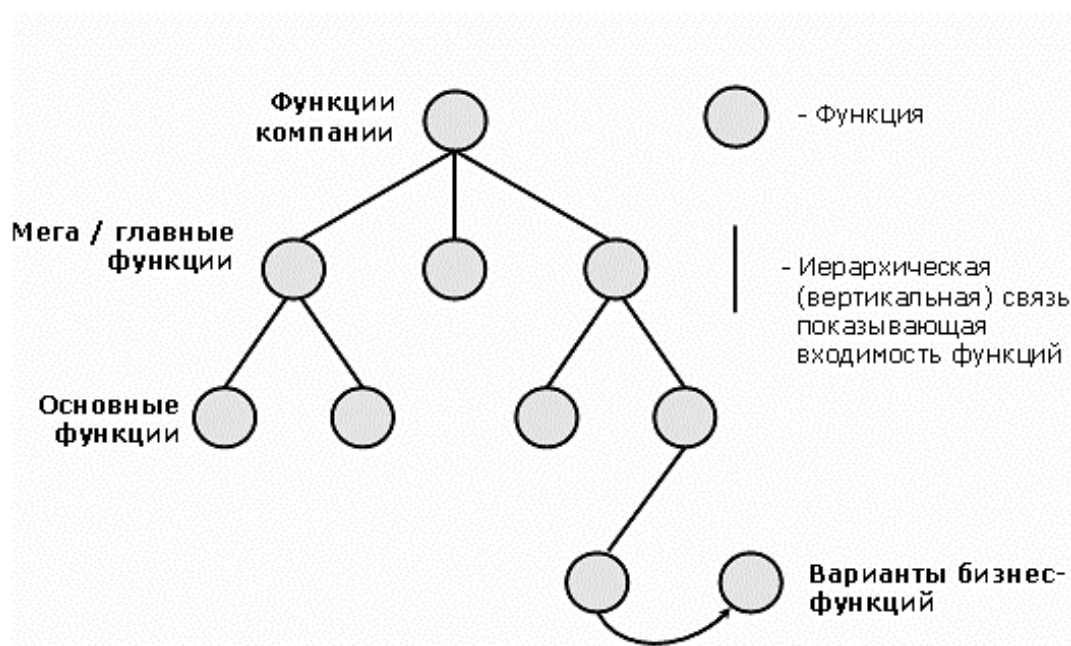 Функции
компании
- Функция
Мега / главные
функции
- Иерархическая
(вертикальная) связь
показывающая
входимость функций
Основные
функции
Варианты бизнес-
функций